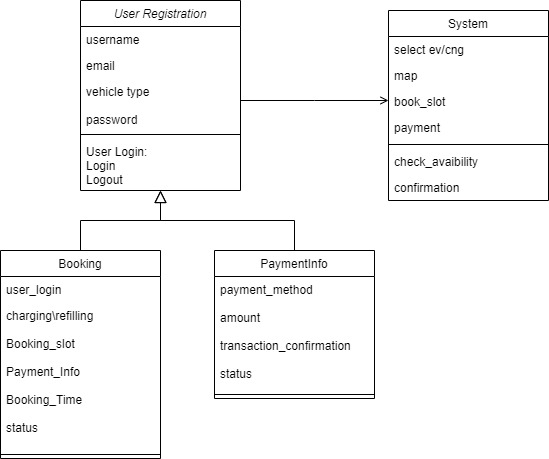 User Registration
username
email
vehicle type
password
User Login:
Login
Logout
System
select ev/cng
map
book_slot
payment
check_avaibility
confirmation
Booking
user_login
charging\refilling
Booking_slot
Payment_Info
Booking_Time
status
PaymentInfo
payment_method
amount
transaction_confirmation
status